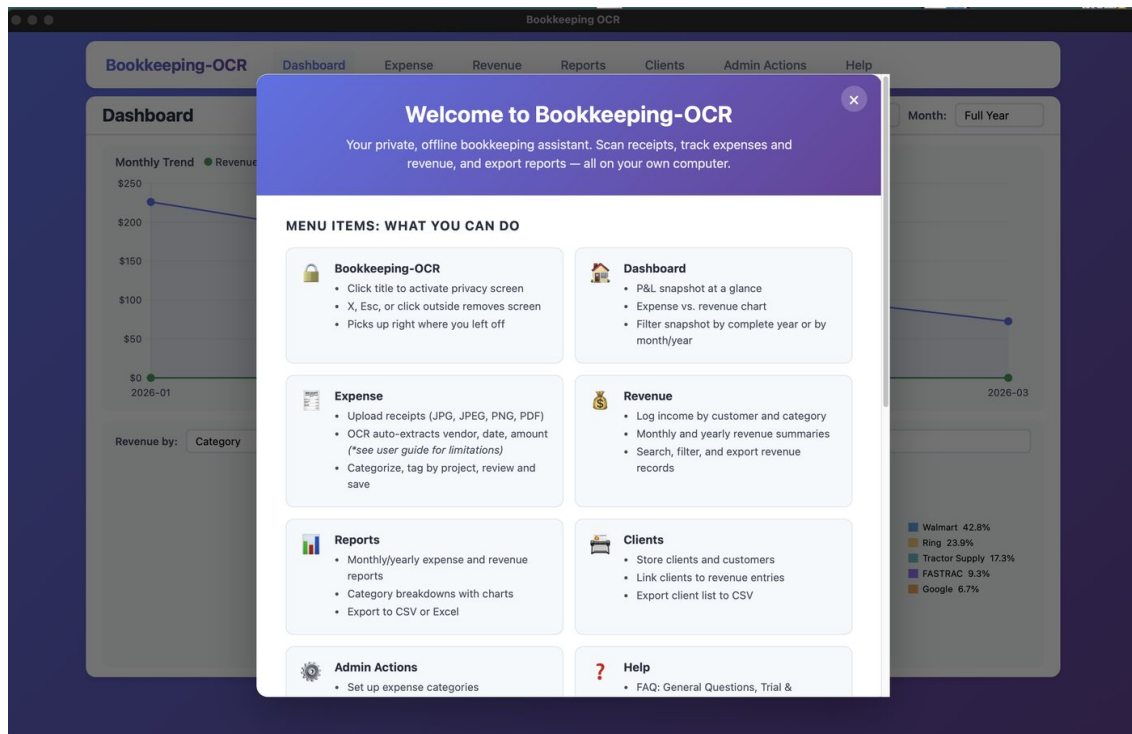 Bookkeeping OCR
Bookkeeping-OCR
Dashboard
Expense
Revenue
Reports
Clients
Admin Actions
Help
Dashboard
Month:
Full Year
Monthly Trend
Revenue
$250
$200
$150
$100
$50
$0
2026-01
2026-03
Revenue by:
Category
Walmart 42.8%
Ring 23.9%
Tractor Supply 17.3%
FASTRAC 9.3%
Google 6.7%
×
Welcome to Bookkeeping-OCR
Your private, offline bookkeeping assistant. Scan receipts, track expenses and
revenue, and export reports — all on your own computer.
MENU ITEMS: WHAT YOU CAN DO
Bookkeeping-OCR
• Click title to activate privacy screen
• X, Esc, or click outside removes screen
• Picks up right where you left off
Dashboard
• P&L snapshot at a glance
• Expense vs. revenue chart
• Filter snapshot by complete year or by
month/year
Expense
• Upload receipts (JPG, JPEG, PNG, PDF)
• OCR auto-extracts vendor, date, amount
(*see user guide for limitations)
• Categorize, tag by project, review and
save
Revenue
• Log income by customer and category
• Monthly and yearly revenue summaries
• Search, filter, and export revenue
records
Reports
• Monthly/yearly expense and revenue
reports
• Category breakdowns with charts
• Export to CSV or Excel
Clients
• Store clients and customers
• Link clients to revenue entries
• Export client list to CSV
Admin Actions
• Set up expense categories
Help
• FAQ: General Questions, Trial &